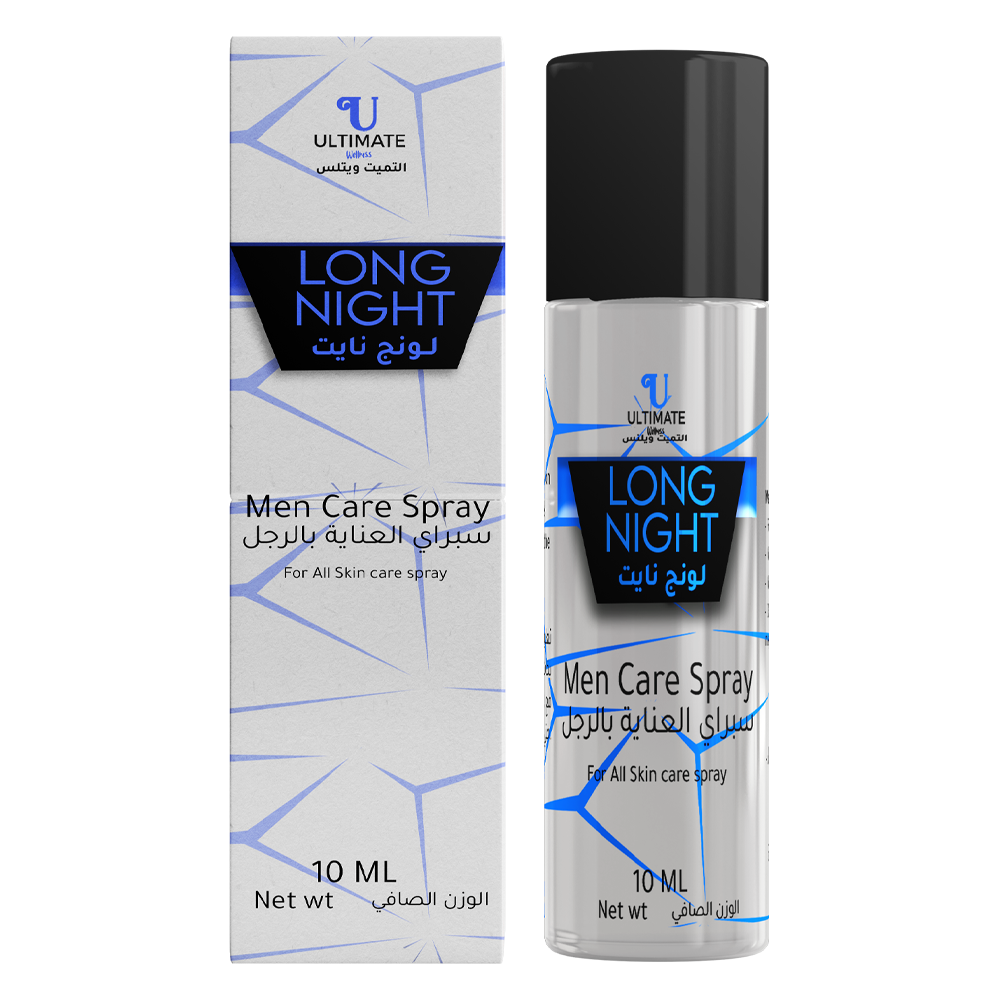 U
ULTIMATE
Wellness
التميت ويتلس
LONG
NIGHT
لونج نايت
Men Care Spray
سبراي العناية بالرجل
For All Skin care spray
10 ML
Net wt الوزن الصافي
U
ULTIMATE
Wellness
التميت ويتلس
LONG
NIGHT
لونج نايت
Men Care Spray
سبراي العناية بالرجل
For All Skin care spray
10 ML
Net wt الوزن الصافي